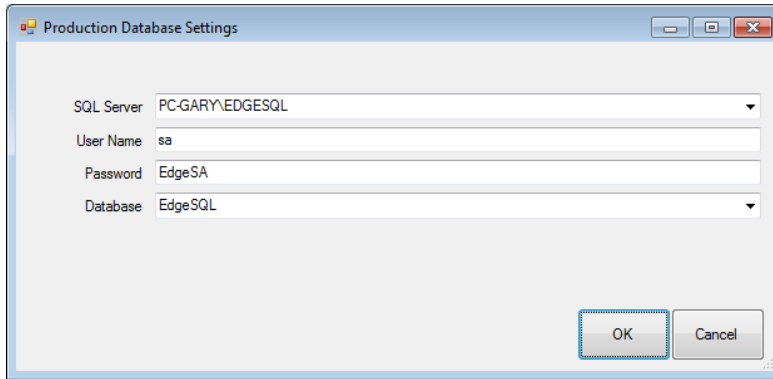 Production Database Settings
SQL Server PC-GARY\EDGESQL
User Name sa
Password EdgeSA
Database EdgeSQL
OK Cancel